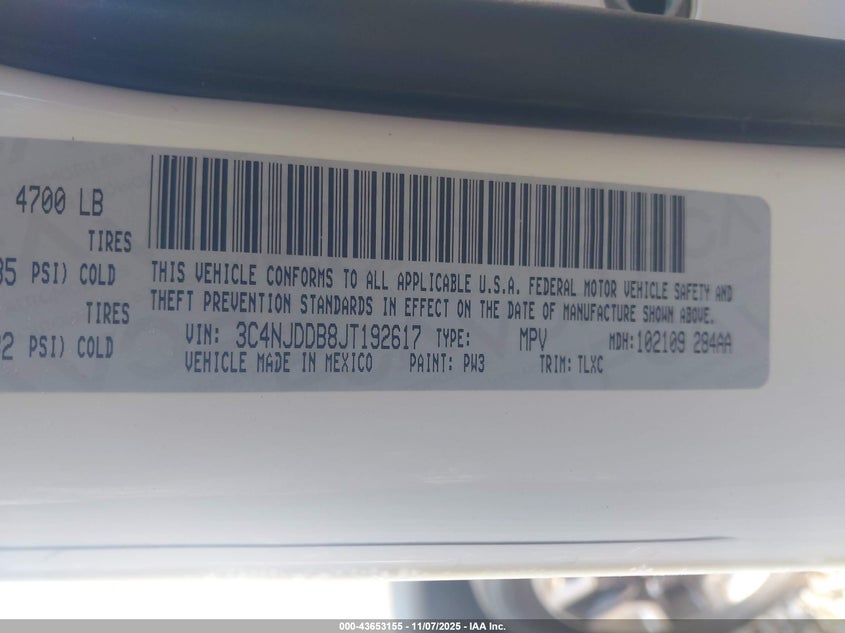 4700 LB
TIRES
PSI) COLD
TIRES
PSI) COLD
THIS VEHICLE CONFORMS TO ALL APPLICABLE U.S.A. FEDERAL MOTOR VEHICLE SAFETY AND
THEFT PREVENTION STANDARDS IN EFFECT ON THE DATE OF MANUFACTURE SHOWN ABOVE.
VIN: 3C4NJDDB8JT192617 TYPE: MPV MDH:102109 284AA
VEHICLE MADE IN MEXICO PAINT: PW3 TRIM: TLXC
000-43653155 - 11/07/2025 - IAA Inc.